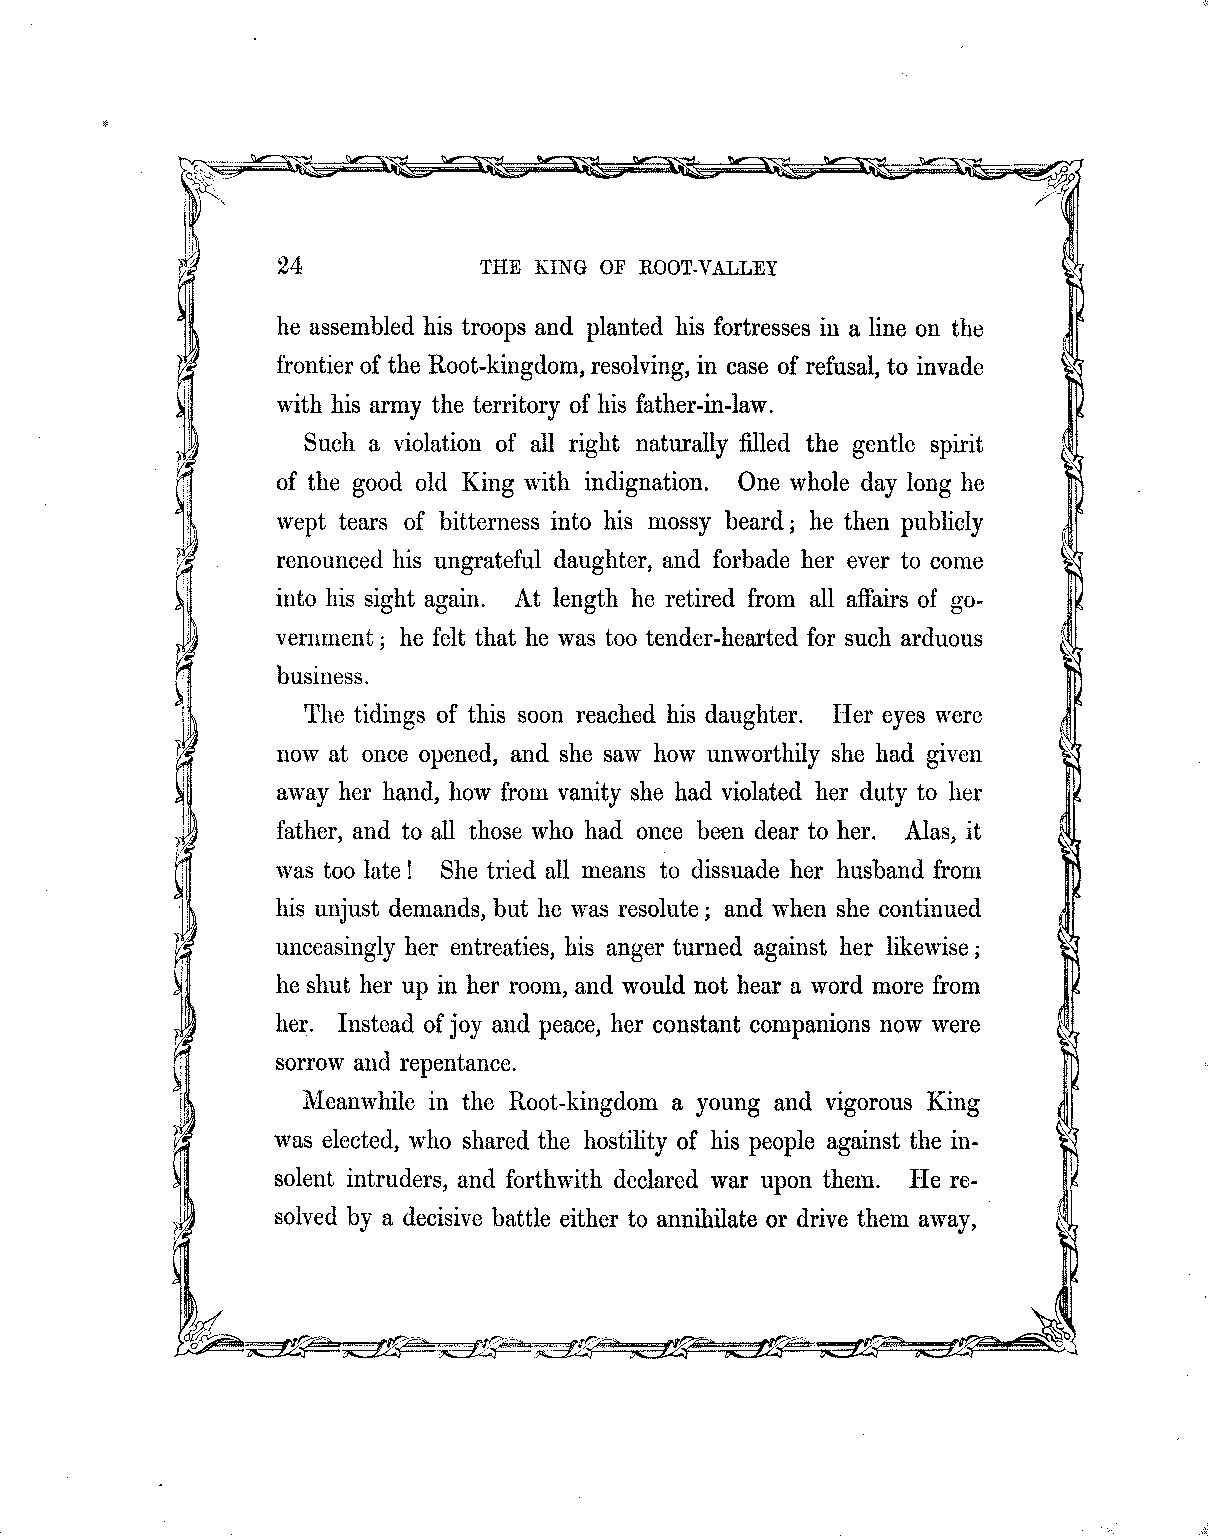 24 THE KING OF ROOT-VALLEY
he assembled his troops and planted his fortresses in a line on the
frontier of the Root-kingdom, resolving, in case of refusal, to invade
with his army the territory of his father-in-law.
Such a violation of all right naturally filled the gentle spirit
of the good old King with indignation. One whole day long he
wept tears of bitterness into his mossy beard; he then publicly
renounced his ungrateful daughter, and forbade her ever to come
into his sight again. At length he retired from all affairs of go-
vernment; he felt that he was too tender-hearted for such arduous
business.
The tidings of this soon reached his daughter. Her eyes were
now at once opened, and she saw how unworthily she had given
away her hand, how from vanity she had violated her duty to her
father, and to all those who had once been dear to her. Alas, it
was too late! She tried all means to dissuade her husband from
his unjust demands, but he was resolute; and when she continued
unceasingly her entreaties, his anger turned against her likewise;
he shut her up in her room, and would not hear a word more from
her. Instead of joy and peace, her constant companions now were
sorrow and repentance.
Meanwhile in the Root-kingdom a young and vigorous King
was elected, who shared the hostility of his people against the in-
solent intruders, and forthwith declared war upon them. He re-
solved by a decisive battle either to annihilate or drive them away,